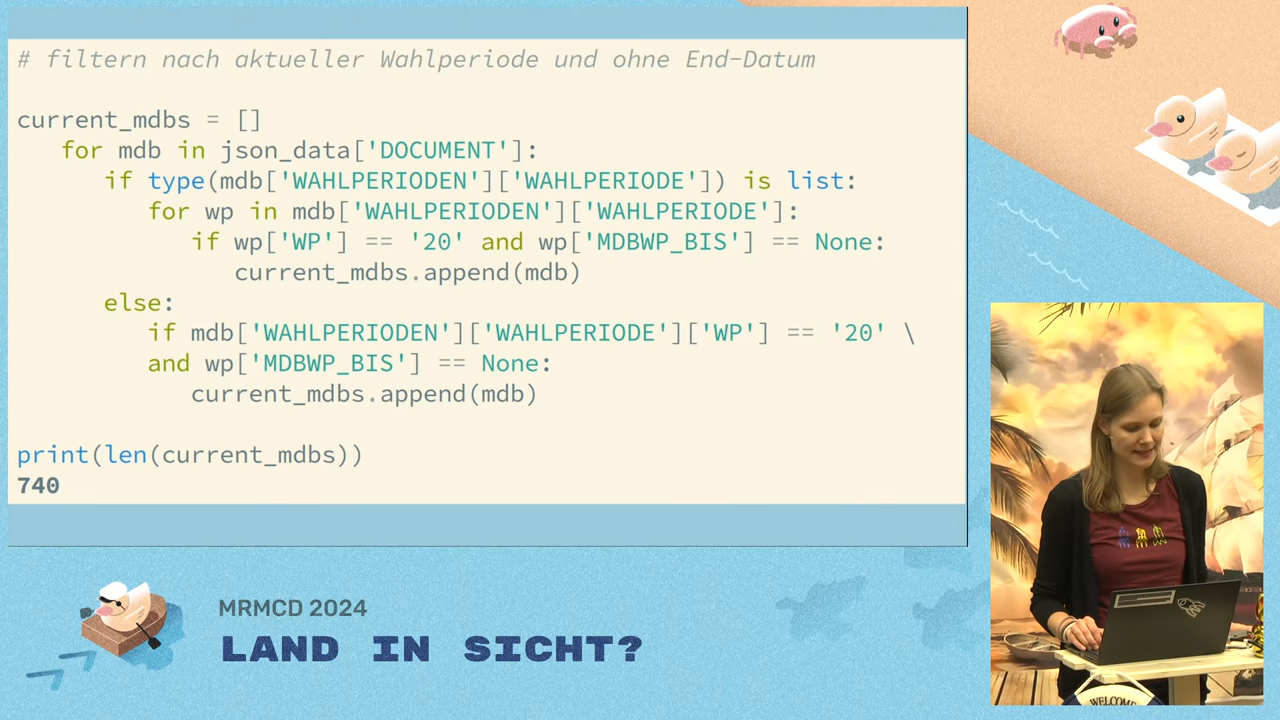 # filtern nach aktueller Wahlperiode und ohne End-Datum
current_mdbs = []
for mdb in json_data['DOCUMENT']:
if type(mdb['WAHLPERIODEN']['WAHLPERIODE']) is list:
for wp in mdb['WAHLPERIODEN']['WAHLPERIODE']:
if wp['WP'] == '20' and wp['MDBWP_BIS'] == None:
current_mdbs.append(mdb)
else:
if mdb['WAHLPERIODEN']['WAHLPERIODE']['WP'] == '20' \
and wp['MDBWP_BIS'] == None:
current_mdbs.append(mdb)
print(len(current_mdbs))
740
MRMCD 2024
LAND IN SICHT?
WELCOME